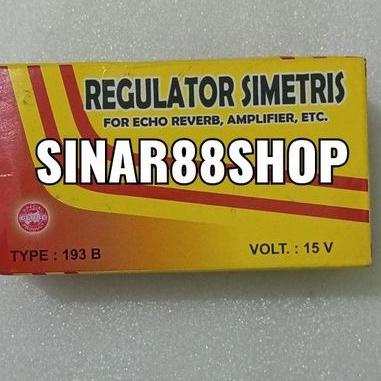 REGULATOR SIMETRIS
FOR ECHO REVERB, AMPLIFIER, ETC.
SINAR88SHOP
TYPE : 193 B
VOLT. : 15 V